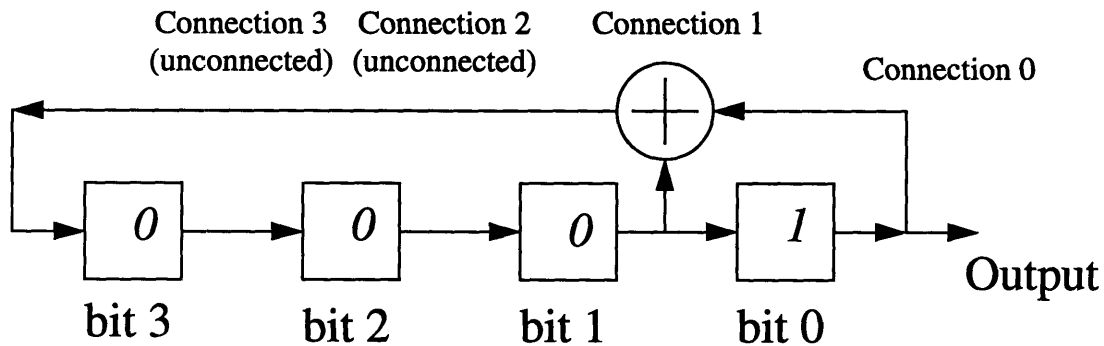 Connection 3
(unconnected)
Connection 2
(unconnected)
Connection 1
Connection 0
0
0
0
1
Output
bit 3
bit 2
bit 1
bit 0